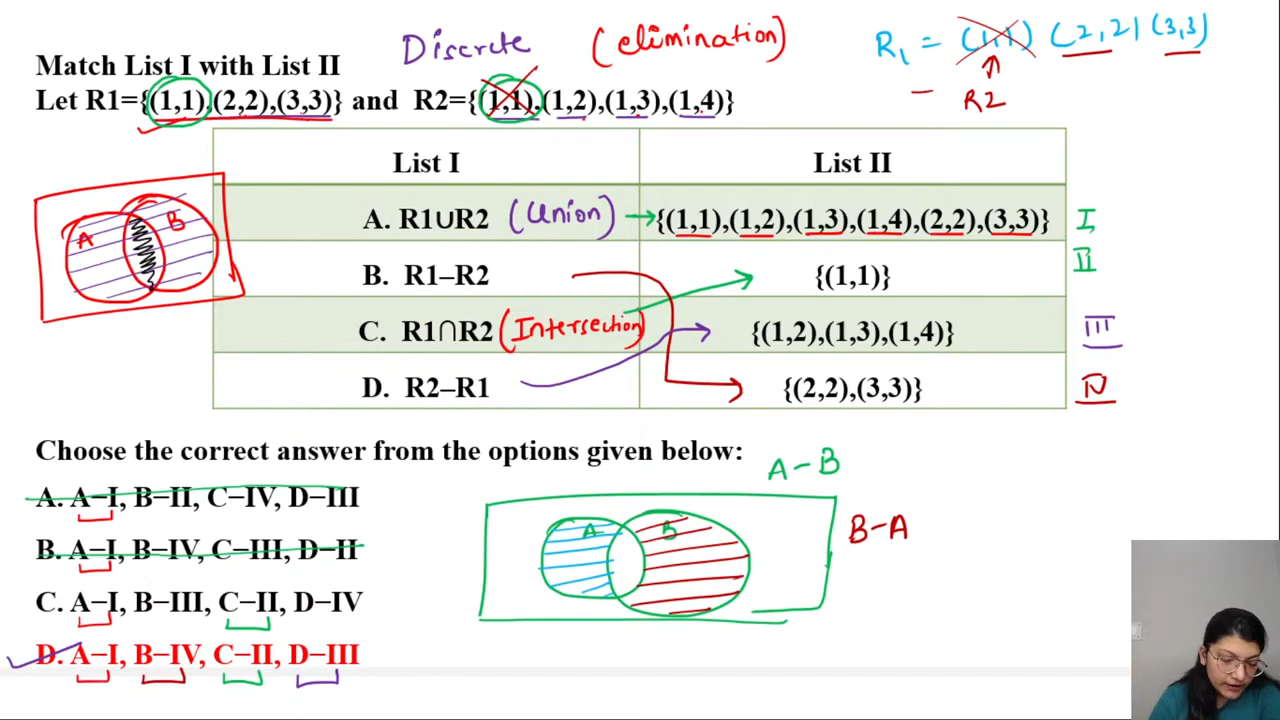 Discrete (elimination) R1 = (1,1) (2,2) (3,3)
- R2
Match List I with List II
Let R1={(1,1),(2,2),(3,3)} and R2={(1,1),(1,2),(1,3),(1,4)}
List I List II
A. R1∪R2 (Union) → {(1,1),(1,2),(1,3),(1,4),(2,2),(3,3)} I
B. R1–R2 {(1,1)} II
C. R1∩R2 (Intersection) {(1,2),(1,3),(1,4)} III
D. R2–R1 {(2,2),(3,3)} IV
A B
Choose the correct answer from the options given below:
A. A–I, B–II, C–IV, D–III
B. A–I, B–IV, C–III, D–II
C. A–I, B–III, C–II, D–IV
D. A–I, B–IV, C–II, D–III
A–B
A B
B–A